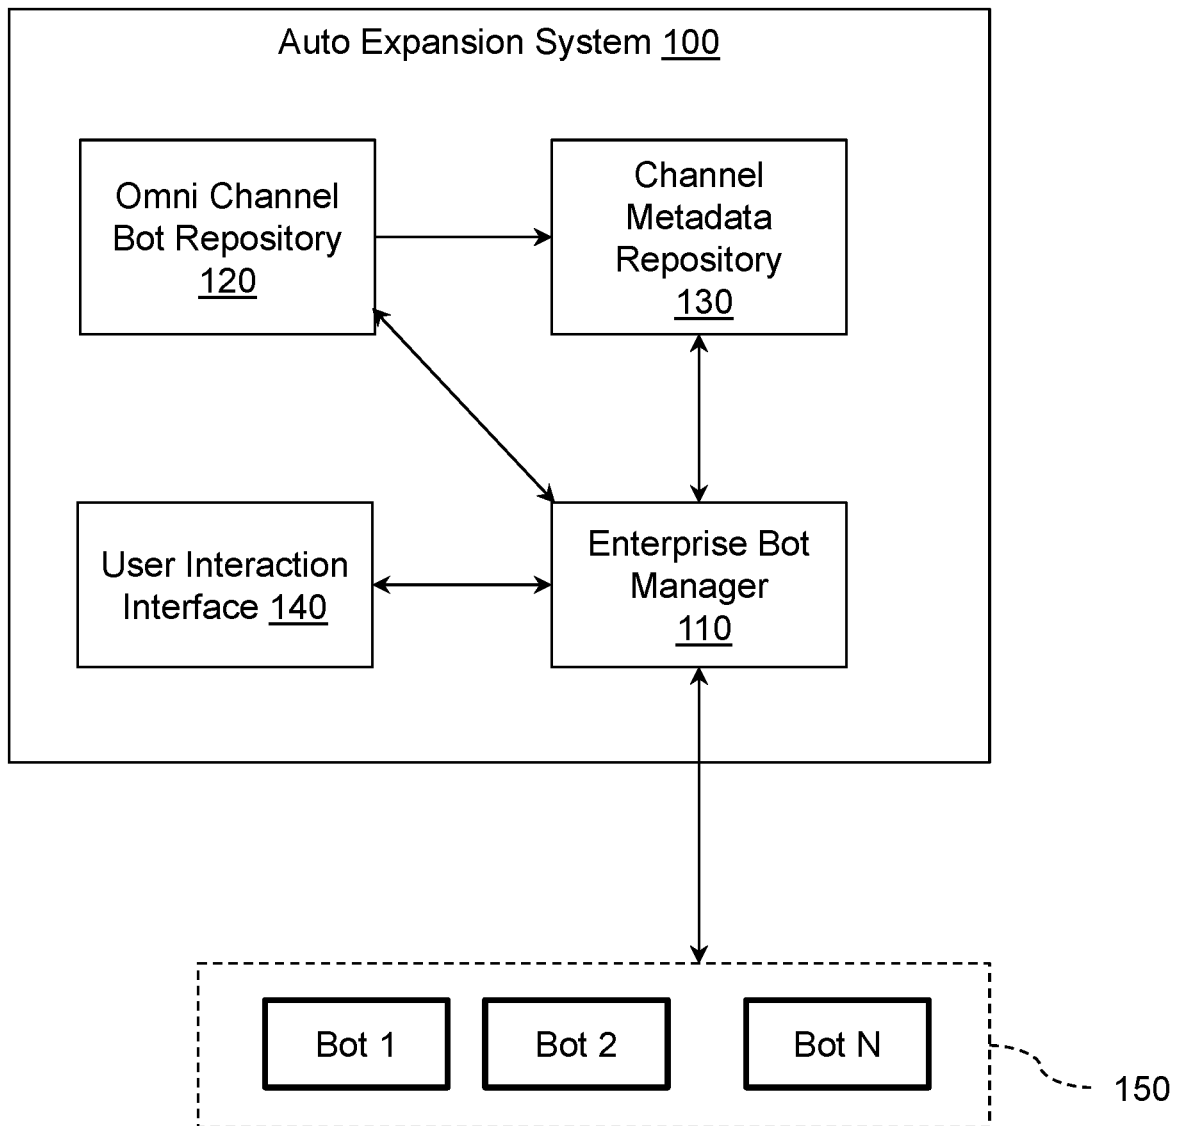 Auto Expansion System 100
Omni Channel
Bot Repository
120
Channel
Metadata
Repository
130
User Interaction
Interface 140
Enterprise Bot
Manager
110
Bot 1
Bot 2
Bot N
150